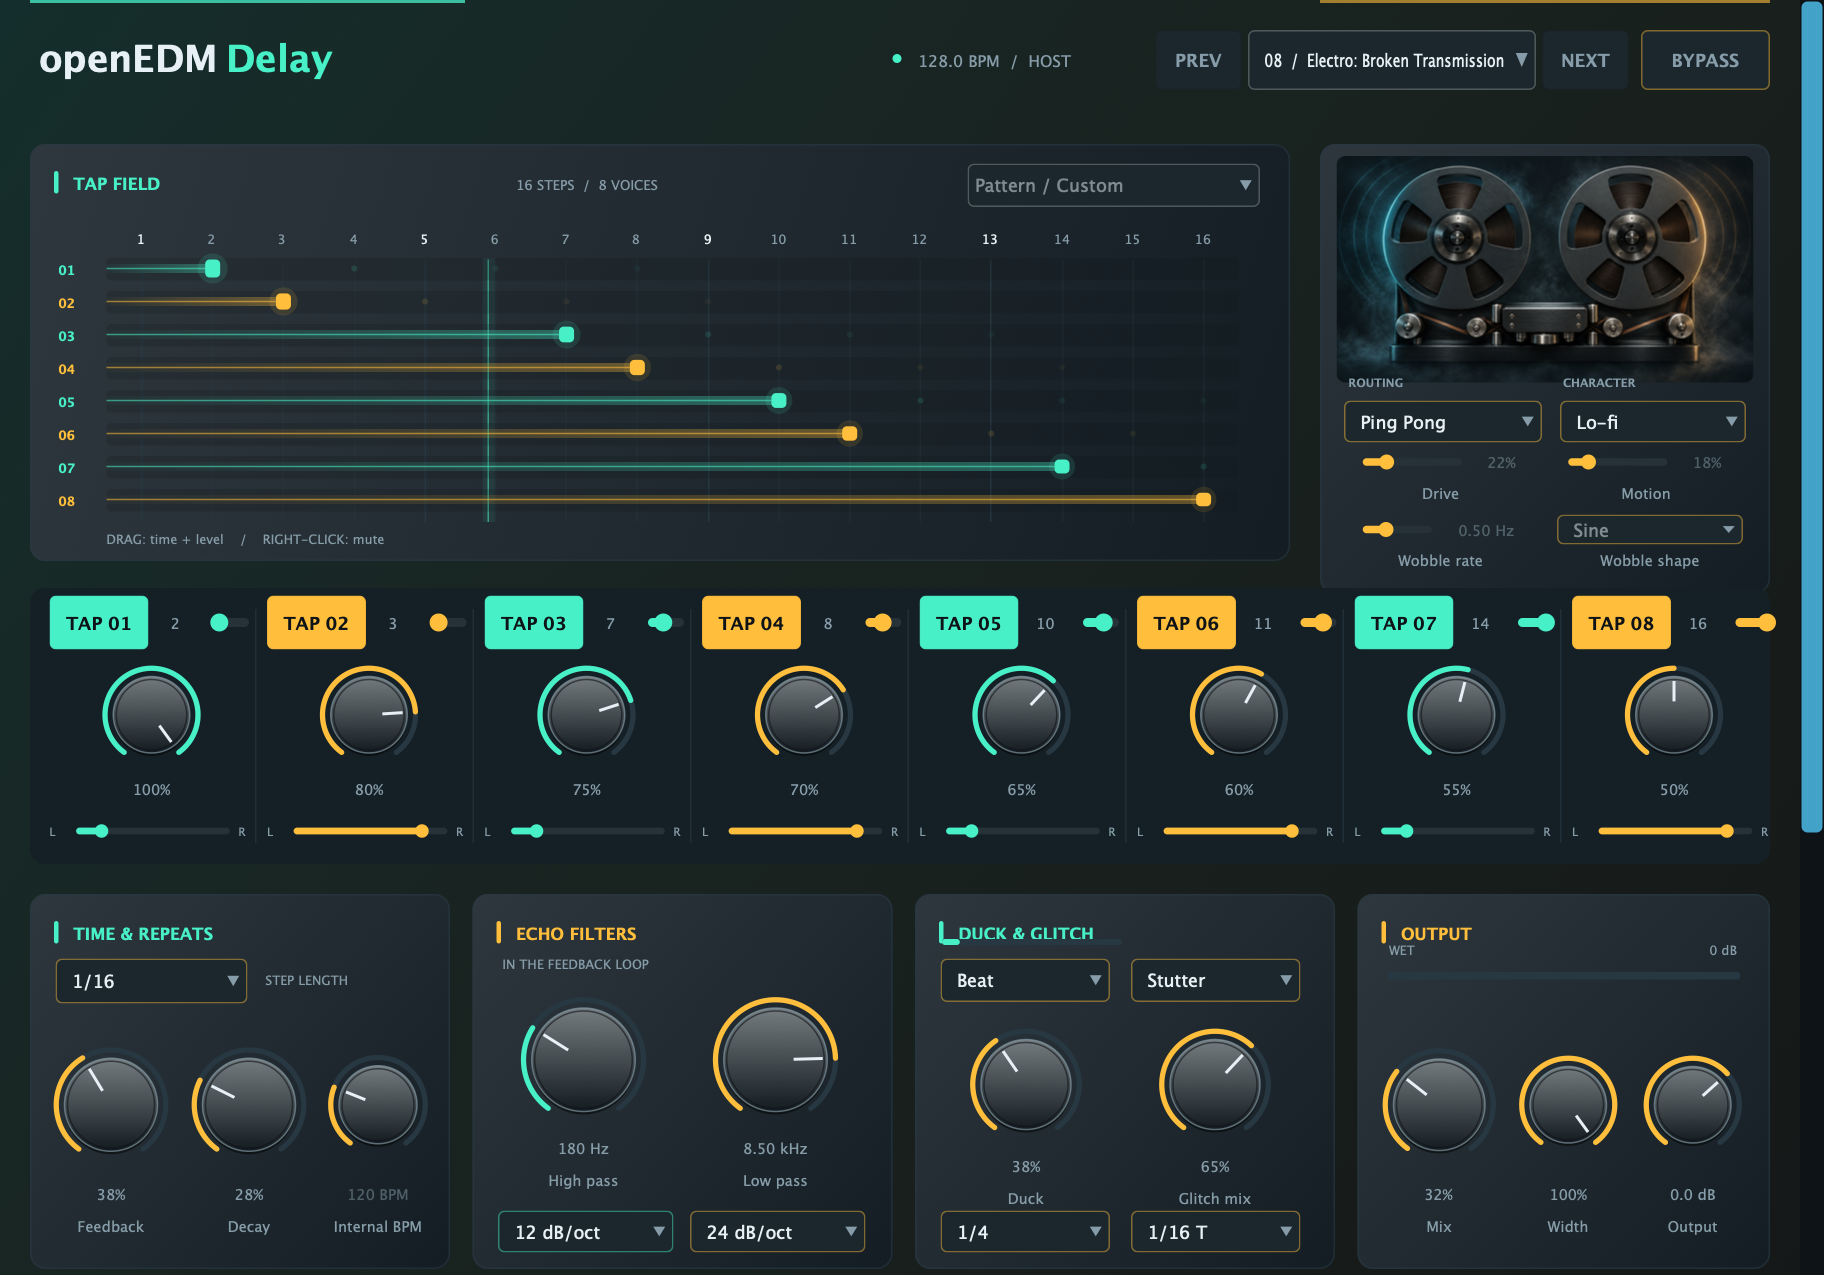 openEDM Delay
128.0 BPM / HOST
PREV
08 / Electro: Broken Transmission
NEXT
BYPASS
TAP FIELD
16 STEPS / 8 VOICES
Pattern / Custom
1 2 3 4 5 6 7 8 9 10 11 12 13 14 15 16
01
02
03
04
05
06
07
08
DRAG: time + level / RIGHT-CLICK: mute
ROUTING
CHARACTER
Ping Pong
Lo-fi
22%
18%
Drive
Motion
0.50 Hz
Sine
Wobble rate
Wobble shape
TAP 01 2
TAP 02 3
TAP 03 7
TAP 04 8
TAP 05 10
TAP 06 11
TAP 07 14
TAP 08 16
100%
80%
75%
70%
65%
60%
55%
50%
L R
L R
L R
L R
L R
L R
L R
L R
TIME & REPEATS
1/16
STEP LENGTH
38%
28%
120 BPM
Feedback
Decay
Internal BPM
ECHO FILTERS
IN THE FEEDBACK LOOP
180 Hz
8.50 kHz
High pass
Low pass
12 dB/oct
24 dB/oct
DUCK & GLITCH
Beat
Stutter
38%
65%
Duck
Glitch mix
1/4
1/16 T
OUTPUT
WET
0 dB
32%
100%
0.0 dB
Mix
Width
Output